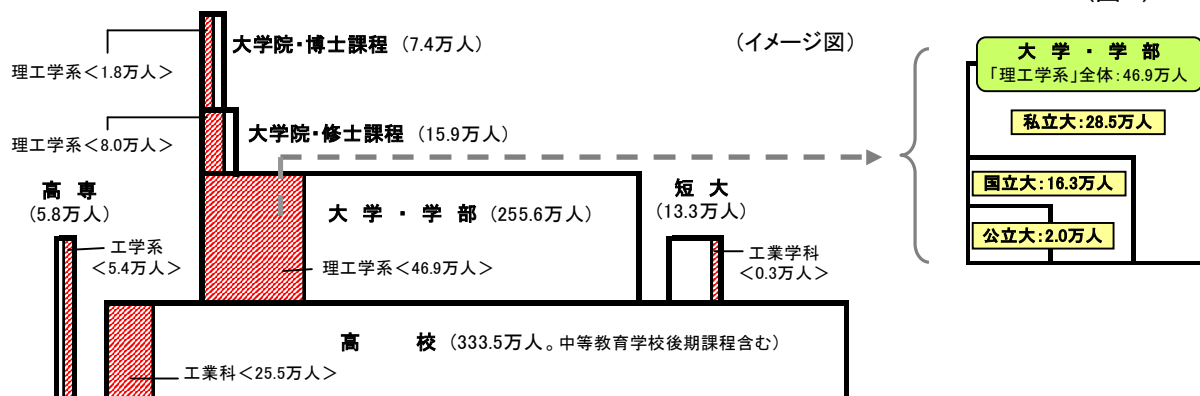 大学院・博士課程 (7.4万人)
(イメージ図)
理工学系<1.8万人>
大学院・修士課程 (15.9万人)
理工学系<8.0万人>
高 専
(5.8万人)
工学系
<5.4万人>
大 学 ・ 学 部 (255.6万人)
理工学系<46.9万人>
短 大
(13.3万人)
工業学科
<0.3万人>
高 校 (333.5万人。中等教育学校後期課程含む)
工業科<25.5万人>
大 学 ・ 学 部
「理工学系」全体:46.9万人
私立大:28.5万人
国立大:16.3万人
公立大:2.0万人